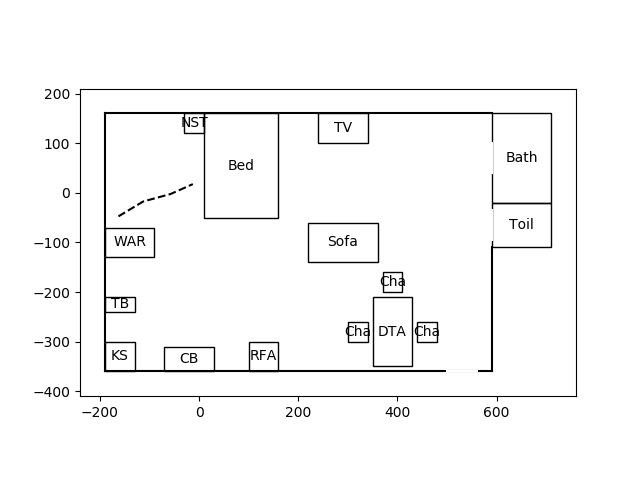 200
100
0
−100
−200
−300
−400
NST
TV
Bed
Bath
Toil
WAR
Sofa
Cha
TB
Cha
DTA
Cha
KS
CB
RFA
−200
0
200
400
600